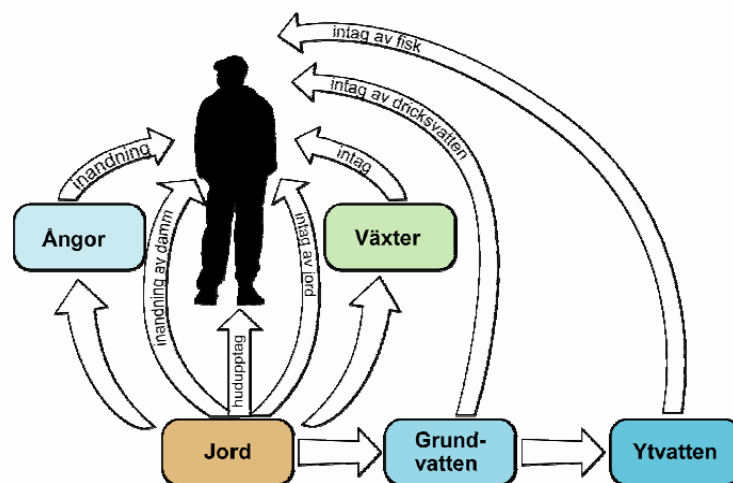 intag av fisk
intag av dricksvatten
inandning
intag
Ångor
inandning av damm
intag av jord
Växter
hudupptag
Jord
Grund-
vatten
Ytvatten